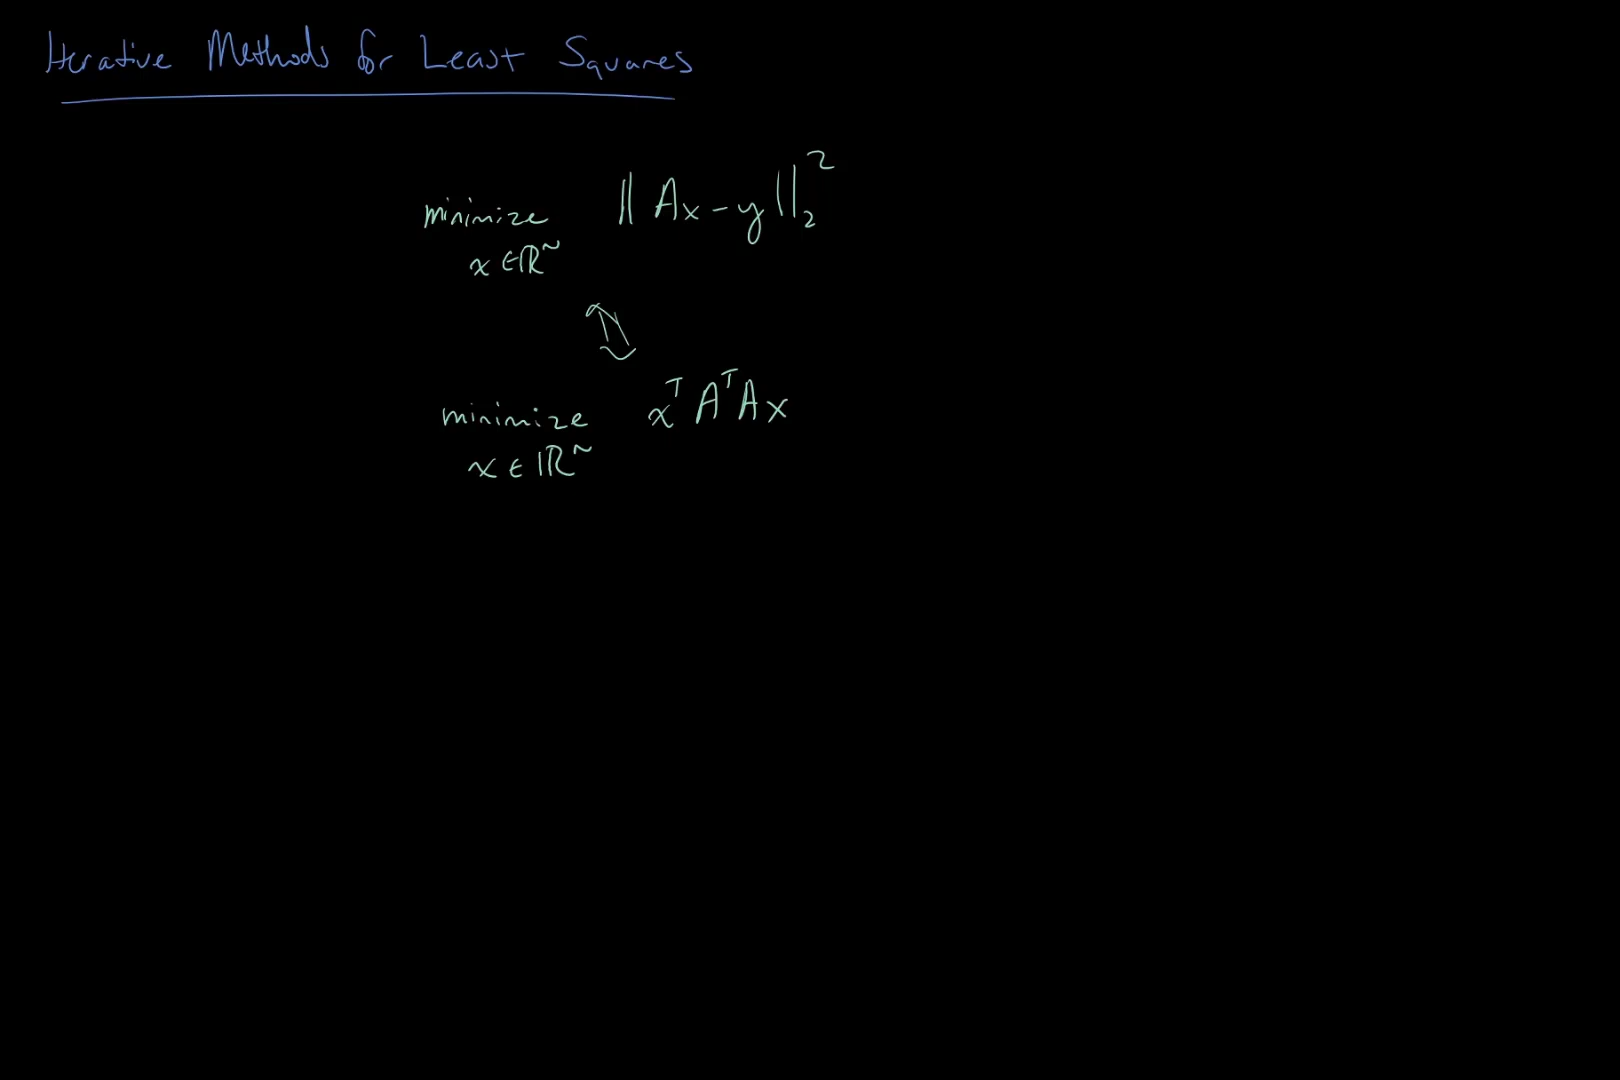 Iterative Methods for Least Squares
minimize ‖Ax-y‖₂²
x∈ℝᴺ
⇕
minimize xᵀAᵀAx
x∈ℝᴺ